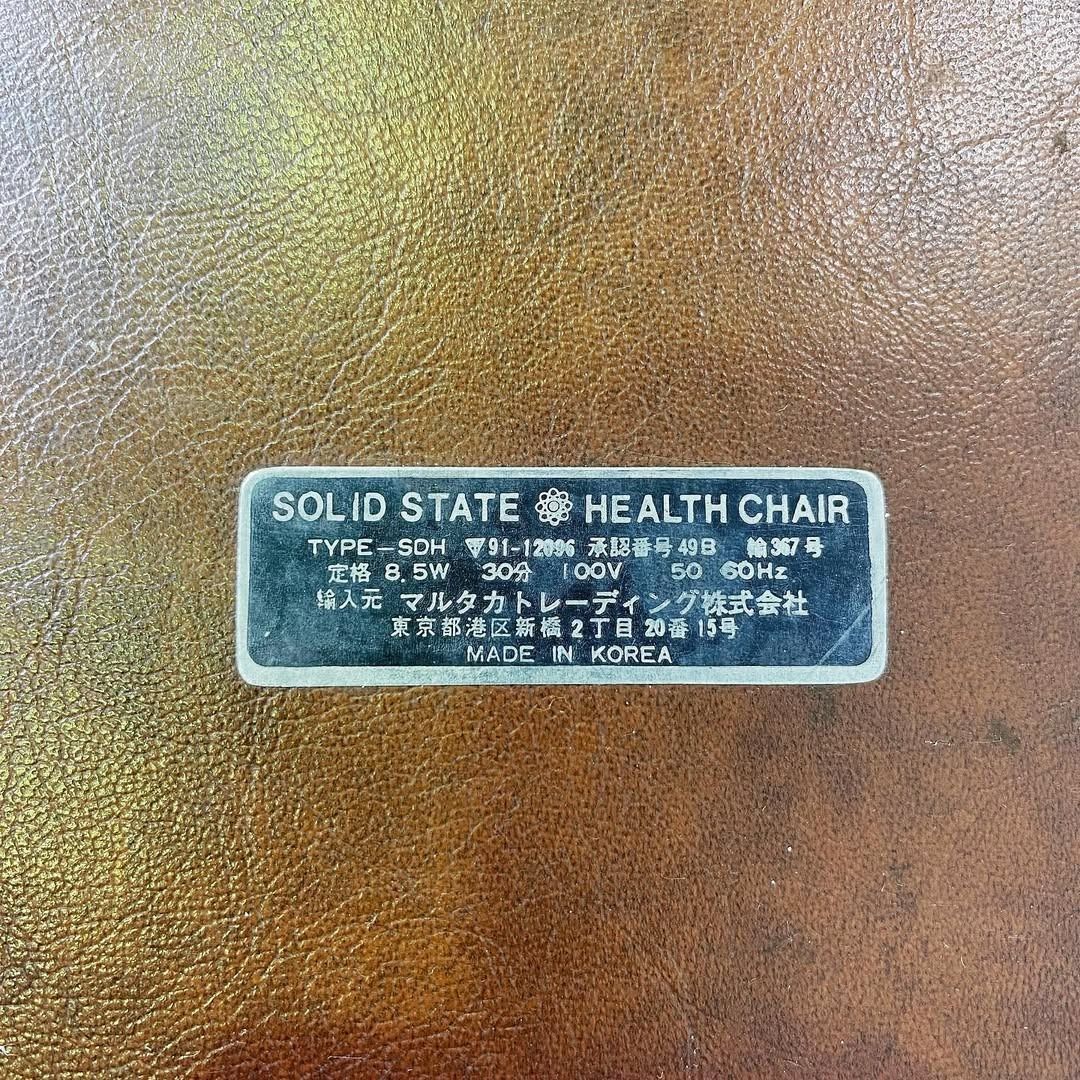 SOLID STATE HEALTH CHAIR
TYPE-SDH 91-12096 承認番号 49B 輸367号
定格 8.5W 30分 100V 50 60Hz
輸入元 マルタカトレーディング株式会社
東京都港区新橋2丁目20番15号
MADE IN KOREA